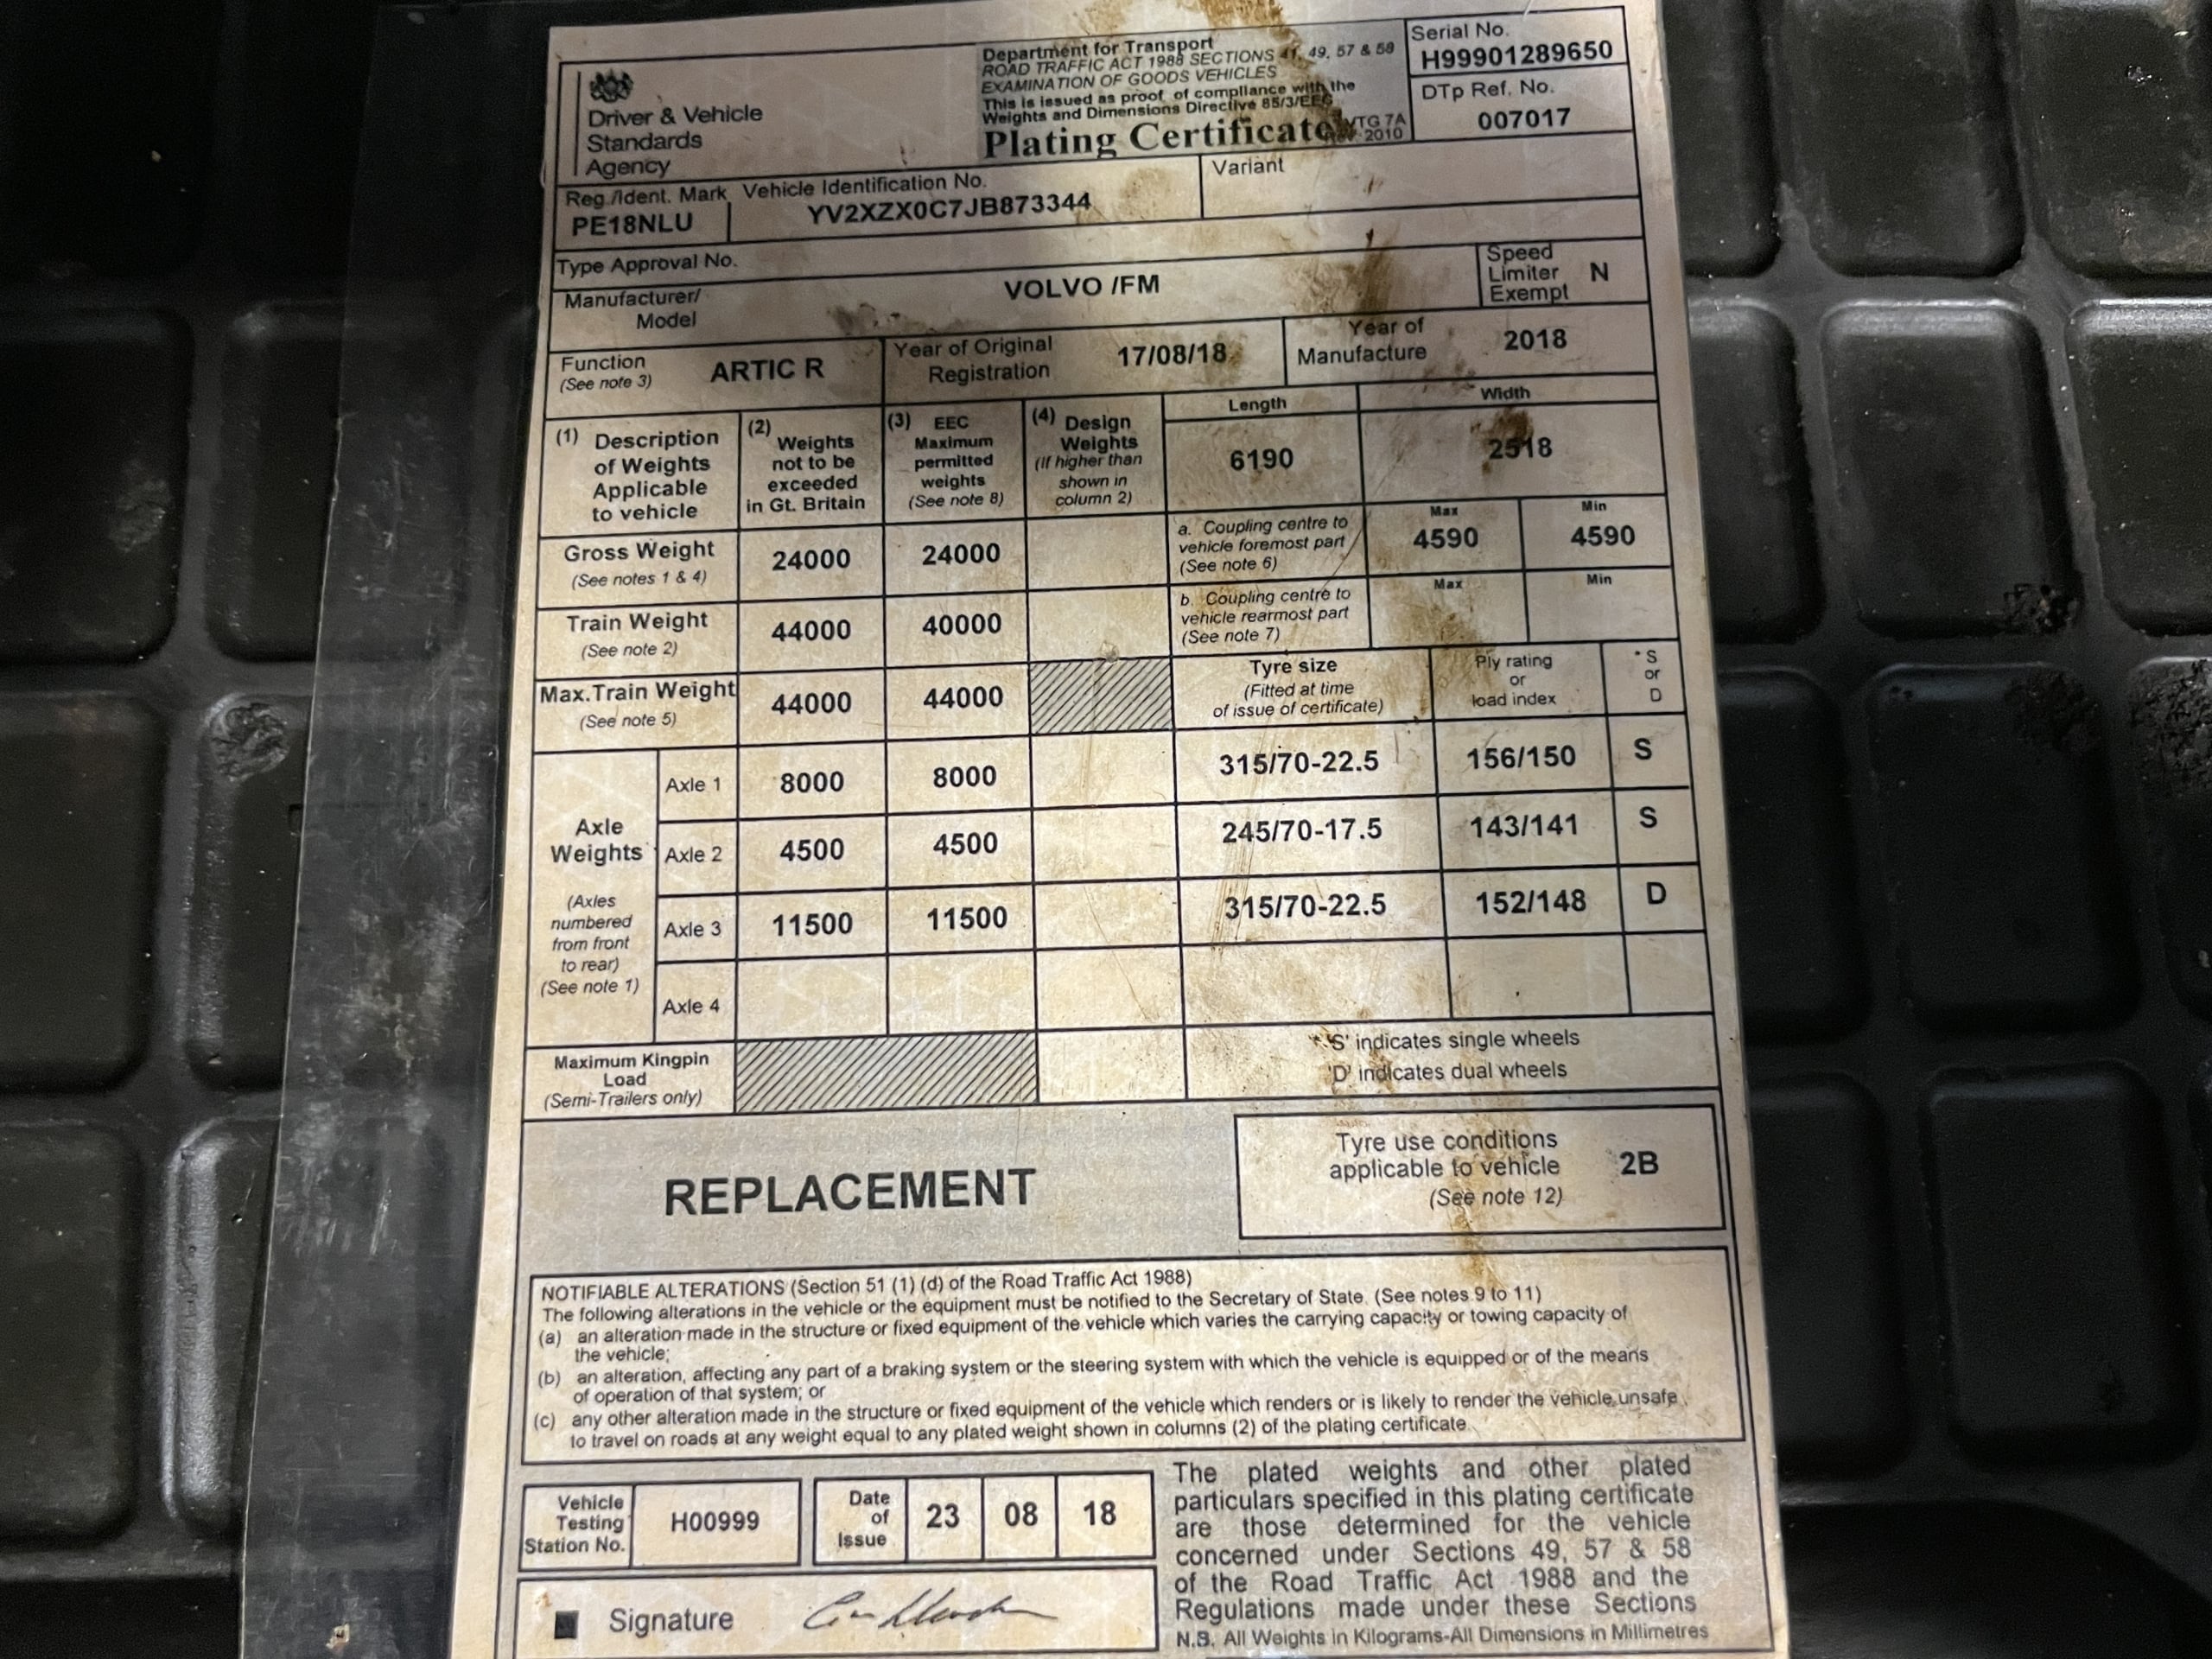 Driver & Vehicle
Standards
Agency
Department for Transport
ROAD TRAFFIC ACT 1988 SECTIONS 41, 49, 57 & 58
EXAMINATION OF GOODS VEHICLES
This is issued as proof of compliance with the
Weights and Dimensions Directive 85/3/EEC
Plating Certificate
VTG 7A
2010
Serial No.
H99901289650
DTp Ref. No.
007017
Reg./Ident. Mark
PE18NLU
Vehicle Identification No.
YV2XZX0C7JB873344
Variant
Type Approval No.
Manufacturer/
Model
VOLVO /FM
Speed
Limiter
Exempt
N
Function
(See note 3)
ARTIC R
Year of Original
Registration
17/08/18
Year of
Manufacture
2018
(1) Description
of Weights
Applicable
to vehicle
(2)
Weights
not to be
exceeded
in Gt. Britain
(3) EEC
Maximum
permitted
weights
(See note 8)
(4) Design
Weights
(If higher than
shown in
column 2)
Length
6190
Width
2518
Gross Weight
(See notes 1 & 4)
24000
24000
a. Coupling centre to
vehicle foremost part
(See note 6)
Max
4590
Min
4590
Train Weight
(See note 2)
44000
40000
b. Coupling centre to
vehicle rearmost part
(See note 7)
Max
Min
Max.Train Weight
(See note 5)
44000
44000
Tyre size
(Fitted at time
of issue of certificate)
Ply rating
or
load index
* S
or
D
Axle
Weights
(Axles
numbered
from front
to rear)
(See note 1)
Axle 1
8000
8000
315/70-22.5
156/150
S
Axle 2
4500
4500
245/70-17.5
143/141
S
Axle 3
11500
11500
315/70-22.5
152/148
D
Axle 4
Maximum Kingpin
Load
(Semi-Trailers only)
* 'S' indicates single wheels
'D' indicates dual wheels
REPLACEMENT
Tyre use conditions
applicable to vehicle
(See note 12)
2B
NOTIFIABLE ALTERATIONS (Section 51 (1) (d) of the Road Traffic Act 1988)
The following alterations in the vehicle or the equipment must be notified to the Secretary of State. (See notes 9 to 11)
(a) an alteration made in the structure or fixed equipment of the vehicle which varies the carrying capacity or towing capacity of
the vehicle;
(b) an alteration, affecting any part of a braking system or the steering system with which the vehicle is equipped or of the means
of operation of that system; or
(c) any other alteration made in the structure or fixed equipment of the vehicle which renders or is likely to render the vehicle unsafe
to travel on roads at any weight equal to any plated weight shown in columns (2) of the plating certificate.
Vehicle
Testing
Station No.
H00999
Date
of
Issue
23
08
18
Signature
The plated weights and other plated
particulars specified in this plating certificate
are those determined for the vehicle
concerned under Sections 49, 57 & 58
of the Road Traffic Act 1988 and the
Regulations made under these Sections
N.B. All Weights in Kilograms-All Dimensions in Millimetres